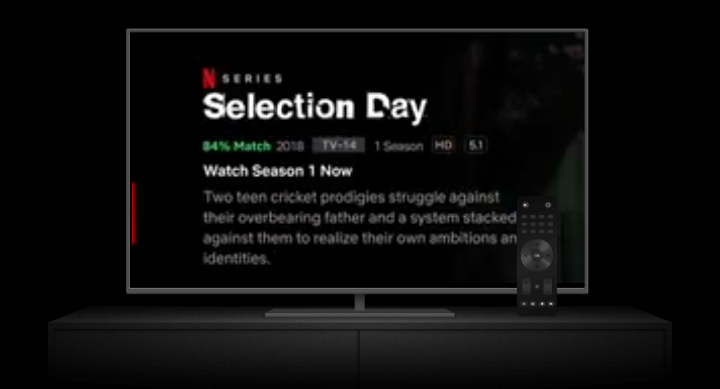 N SERIES
Selection Day
84% Match 2018 TV-14 1 Season HD 5.1
Watch Season 1 Now
Two teen cricket prodigies struggle against
their overbearing father and a system stacked
against them to realize their own ambitions an
identities.